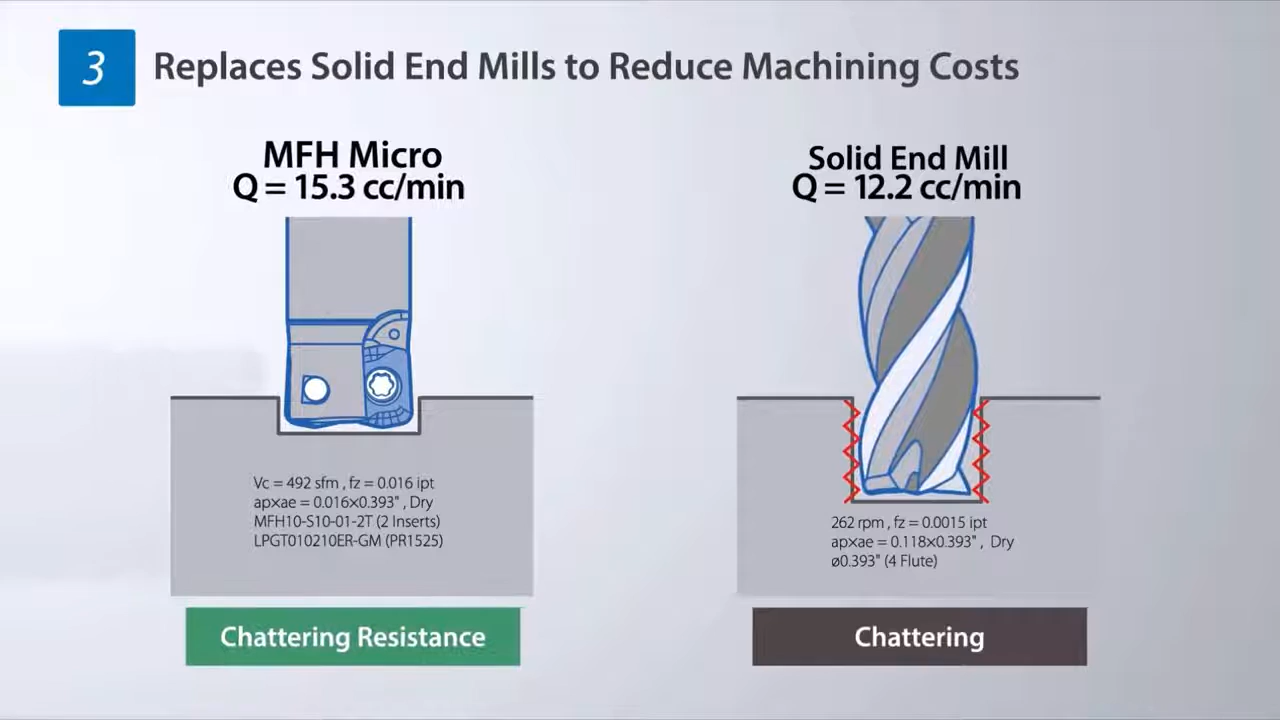 3
Replaces Solid End Mills to Reduce Machining Costs
MFH Micro
Q = 15.3 cc/min
Vc = 492 sfm , fz = 0.016 ipt
ap×ae = 0.016×0.393" , Dry
MFH10-S10-01-2T (2 Inserts)
LPGT010210ER-GM (PR1525)
Chattering Resistance
Solid End Mill
Q = 12.2 cc/min
262 rpm , fz = 0.0015 ipt
ap×ae = 0.118×0.393" , Dry
ø0.393" (4 Flute)
Chattering